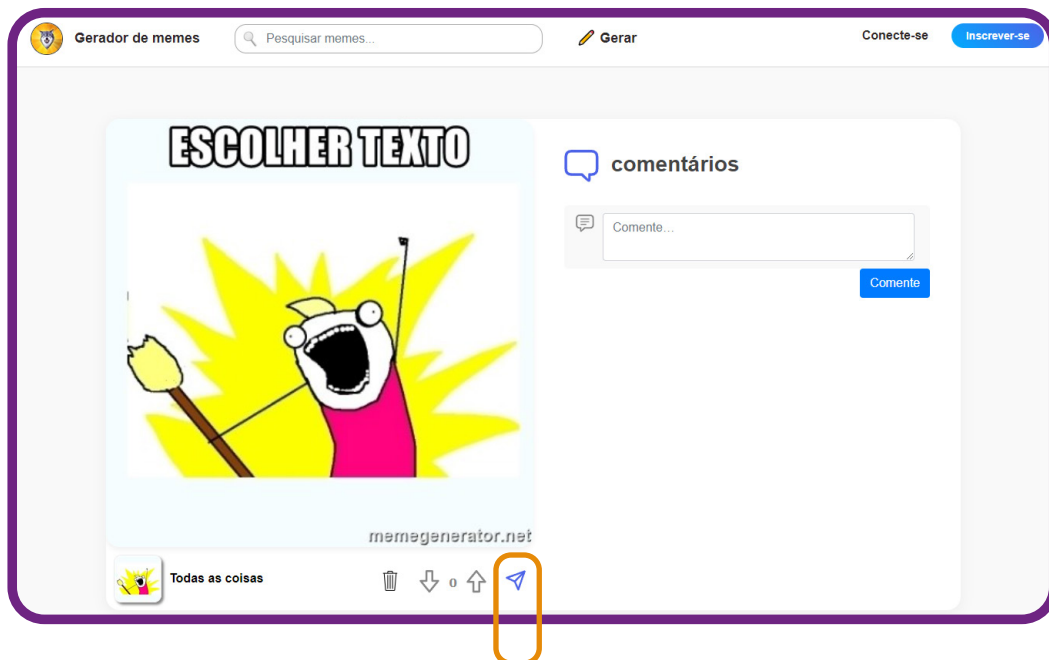 Gerador de memes
Pesquisar memes...
Gerar
Conecte-se
Inscrever-se
ESCOLHER TEXTO
memegenerator.net
Todas as coisas
0
comentários
Comente...
Comente